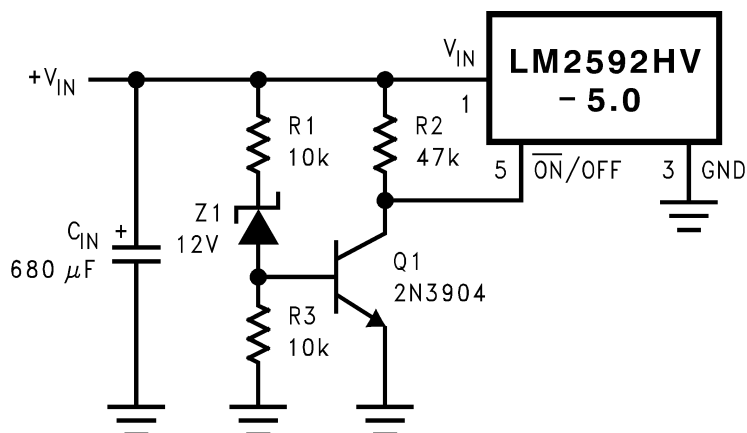 +VIN
VIN
1
LM2592HV
– 5.0
R1
10k
R2
47k
5
ON/OFF
3
GND
Z1
12V
CIN
+
680 µF
Q1
2N3904
R3
10k